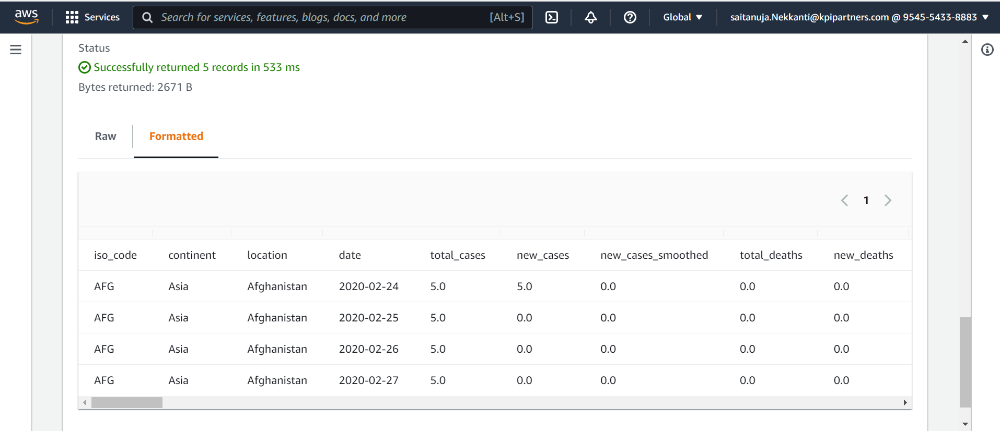 aws Services Search for services, features, blogs, docs, and more [Alt+S] Global ▼ saitanuja.Nekkanti@kpipartners.com @ 9545-5433-8883 ▼
Status
Successfully returned 5 records in 533 ms
Bytes returned: 2671 B
Raw Formatted
1
iso_code continent location date total_cases new_cases new_cases_smoothed total_deaths new_deaths
AFG Asia Afghanistan 2020-02-24 5.0 5.0 0.0 0.0 0.0
AFG Asia Afghanistan 2020-02-25 5.0 0.0 0.0 0.0 0.0
AFG Asia Afghanistan 2020-02-26 5.0 0.0 0.0 0.0 0.0
AFG Asia Afghanistan 2020-02-27 5.0 0.0 0.0 0.0 0.0